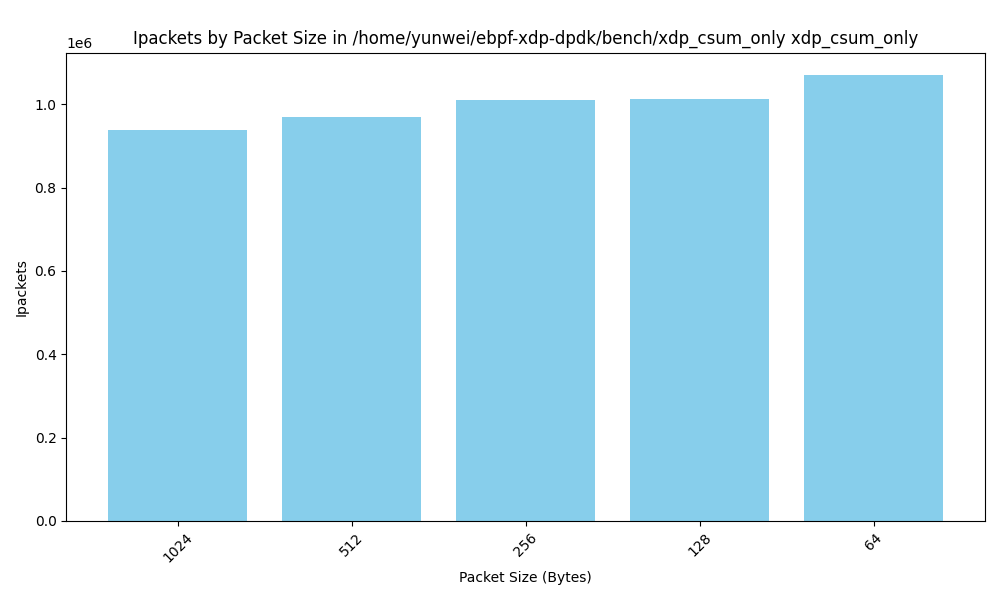 Ipackets by Packet Size in /home/yunwei/ebpf-xdp-dpdk/bench/xdp_csum_only xdp_csum_only
1e6
1.0
0.8
0.6
0.4
0.2
0.0
Ipackets
1024
512
256
128
64
Packet Size (Bytes)